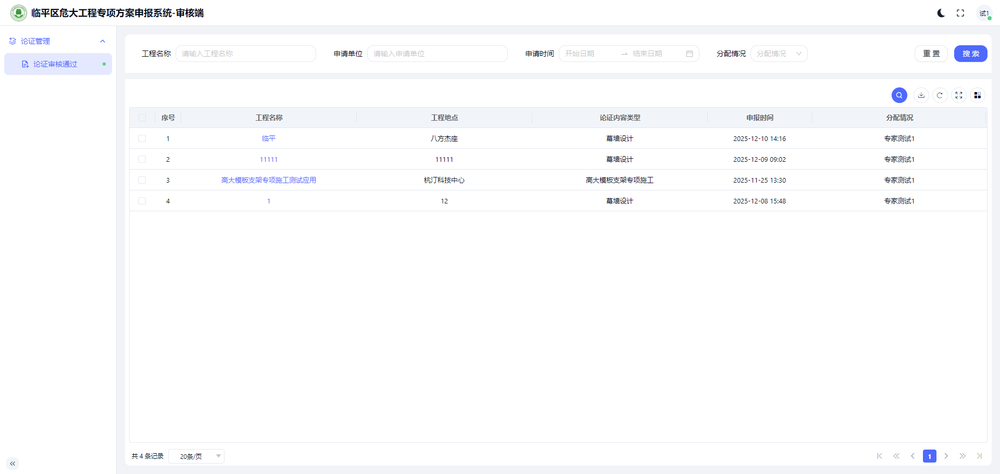 临平区危大工程专项方案申报系统-审核端
试1
论证管理
论证审核通过
工程名称 请输入工程名称 申请单位 请输入申请单位 申请时间 开始日期 结束日期 分配情况 分配情况 重 置 搜 索
序号 工程名称 工程地点 论证内容类型 申报时间 分配情况
1 临平 八方杰座 幕墙设计 2025-12-10 14:16 专家测试1
2 11111 11111 幕墙设计 2025-12-09 09:02 专家测试1
3 高大模板支架专项施工测试应用 杭汀科技中心 高大模板支架专项施工 2025-11-25 13:30 专家测试1
4 1 12 幕墙设计 2025-12-08 15:48 专家测试1
共 4 条记录 20条/页 1